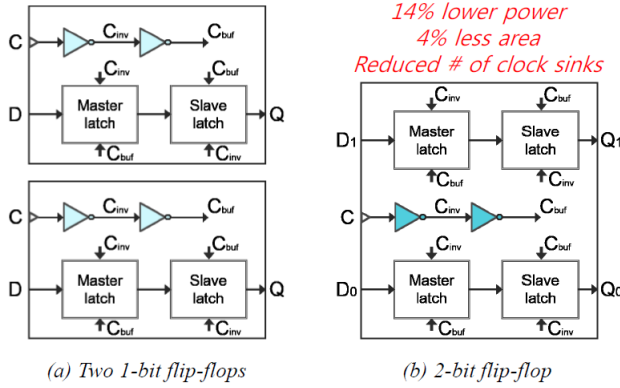 C
Cinv
Cbuf
Cinv
Cbuf
D
Master latch
Slave latch
Q
Cbuf
Cinv
C
Cinv
Cbuf
Cinv
Cbuf
D
Master latch
Slave latch
Q
Cbuf
Cinv
(a) Two 1-bit flip-flops
14% lower power
4% less area
Reduced # of clock sinks
Cinv
Cbuf
D1
Master latch
Slave latch
Q1
Cbuf
Cinv
C
Cinv
Cbuf
Cinv
Cbuf
D0
Master latch
Slave latch
Q0
Cbuf
Cinv
(b) 2-bit flip-flop